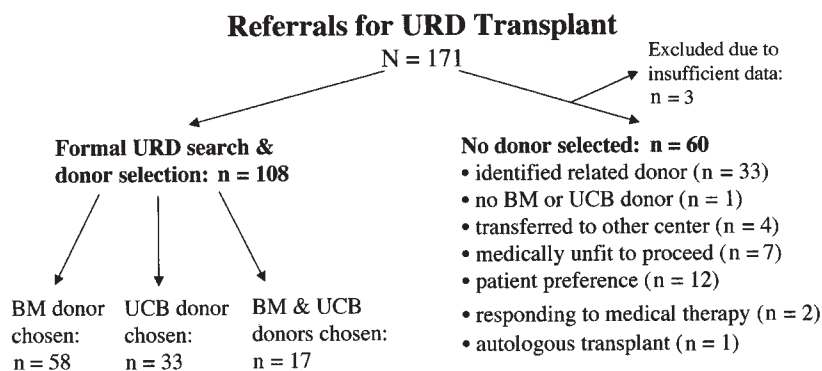 Referrals for URD Transplant
N = 171
Excluded due to
insufficient data:
n = 3
Formal URD search &
donor selection: n = 108
No donor selected: n = 60
• identified related donor (n = 33)
• no BM or UCB donor (n = 1)
• transferred to other center (n = 4)
• medically unfit to proceed (n = 7)
• patient preference (n = 12)
• responding to medical therapy (n = 2)
• autologous transplant (n = 1)
BM donor
chosen:
n = 58
UCB donor
chosen:
n = 33
BM & UCB
donors chosen:
n = 17